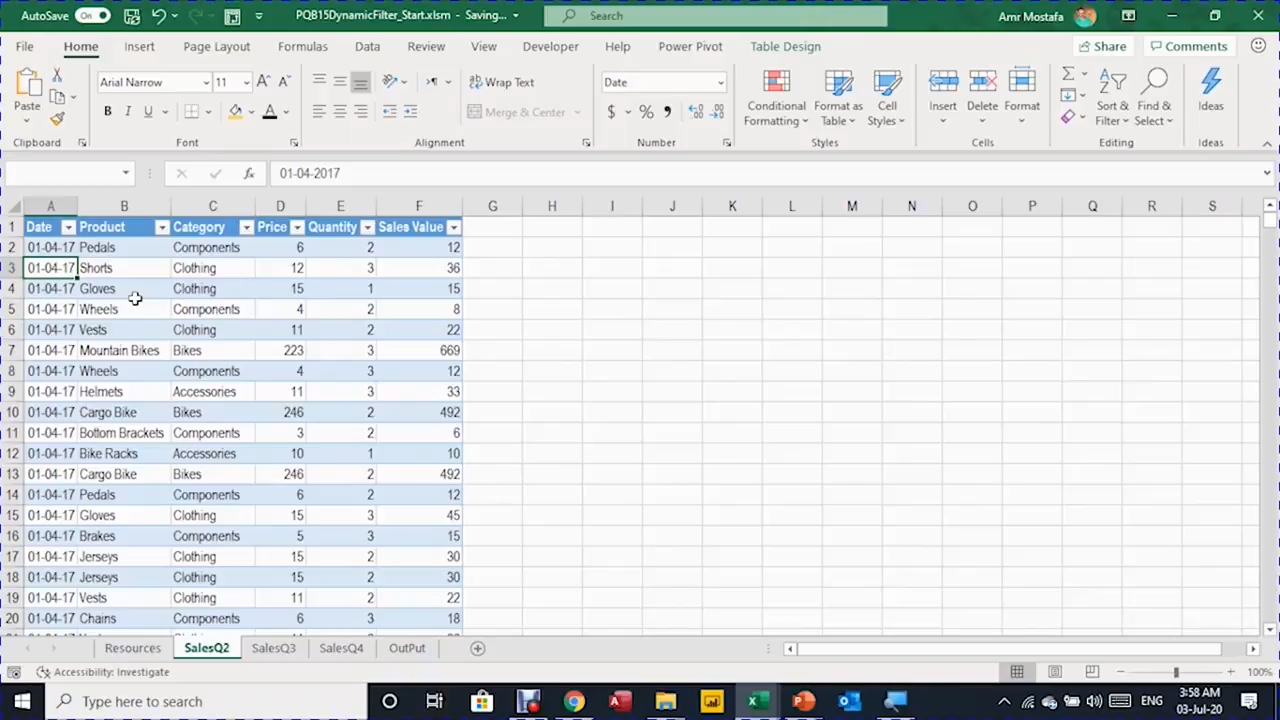 AutoSave On PQB15DynamicFilter_Start.xlsm - Saving... Search Amr Mostafa
File Home Insert Page Layout Formulas Data Review View Developer Help Power Pivot Table Design Share Comments
Arial Narrow 11 Wrap Text Date
Paste B I U A Merge & Center $ % Conditional Formatting Format as Table Cell Styles Insert Delete Format Sort & Filter Find & Select Ideas
Clipboard Font Alignment Number Styles Cells Editing Ideas
fx 01-04-2017
A B C D E F G H I J K L M N O P Q R S
1 Date Product Category Price Quantity Sales Value
2 01-04-17 Pedals Components 6 2 12
3 01-04-17 Shorts Clothing 12 3 36
4 01-04-17 Gloves Clothing 15 1 15
5 01-04-17 Wheels Components 4 2 8
6 01-04-17 Vests Clothing 11 2 22
7 01-04-17 Mountain Bikes Bikes 223 3 669
8 01-04-17 Wheels Components 4 3 12
9 01-04-17 Helmets Accessories 11 3 33
10 01-04-17 Cargo Bike Bikes 246 2 492
11 01-04-17 Bottom Brackets Components 3 2 6
12 01-04-17 Bike Racks Accessories 10 1 10
13 01-04-17 Cargo Bike Bikes 246 2 492
14 01-04-17 Pedals Components 6 2 12
15 01-04-17 Gloves Clothing 15 3 45
16 01-04-17 Brakes Components 5 3 15
17 01-04-17 Jerseys Clothing 15 2 30
18 01-04-17 Jerseys Clothing 15 2 30
19 01-04-17 Vests Clothing 11 2 22
20 01-04-17 Chains Components 6 3 18
Resources SalesQ2 SalesQ3 SalesQ4 OutPut
Accessibility: Investigate 100%
Type here to search ENG 3:58 AM
03-Jul-20